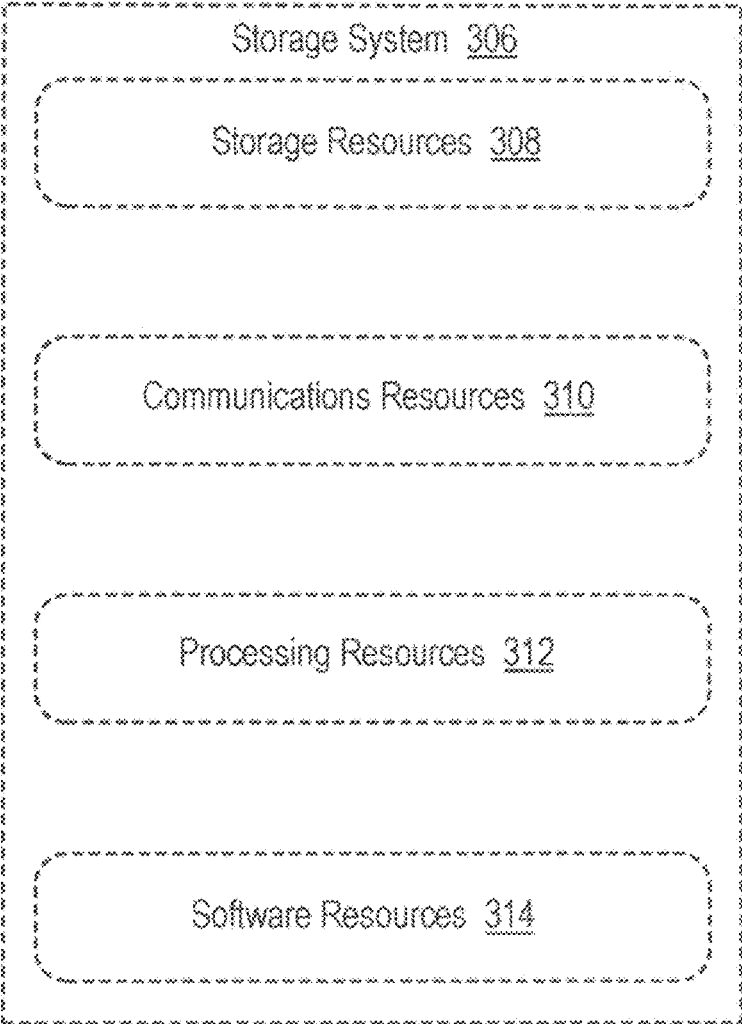 Storage System 306
Storage Resources 308
Communications Resources 310
Processing Resources 312
Software Resources 314